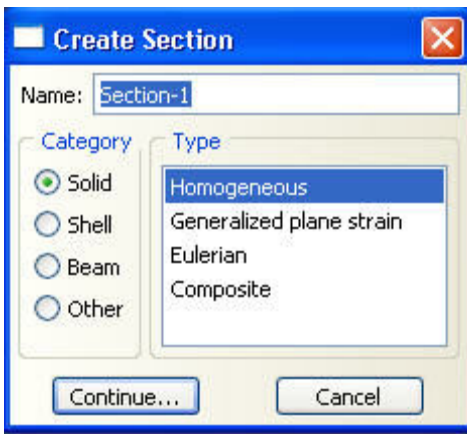 Create Section
Name: Section-1
Category
Solid
Shell
Beam
Other
Type
Homogeneous
Generalized plane strain
Eulerian
Composite
Continue... Cancel